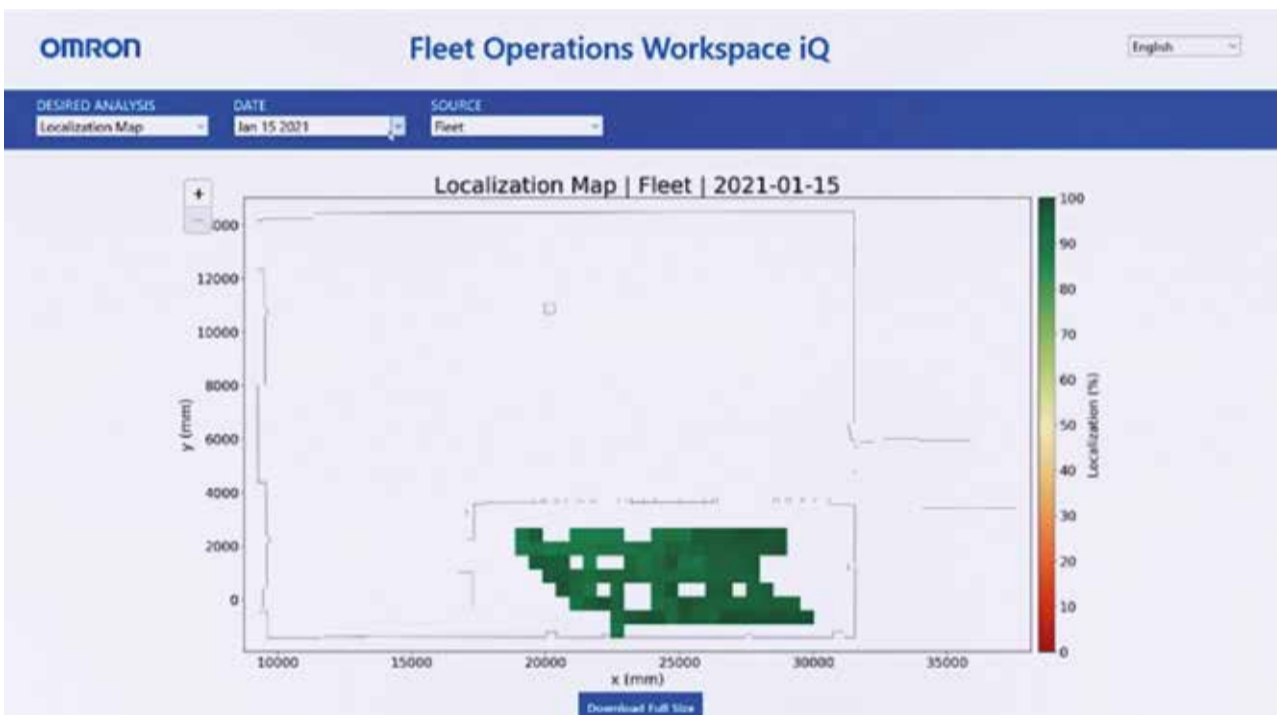 OMRON
Fleet Operations Workspace iQ
English
DESIRED ANALYSIS
DATE
SOURCE
Localization Map
Jan 15 2021
Fleet
Localization Map | Fleet | 2021-01-15
+
000
12000
10000
8000
6000
4000
2000
0
y (mm)
10000 15000 20000 25000 30000 35000
x (mm)
100
90
80
70
60
50
40
30
20
10
0
Localization (%)
Download Full Size